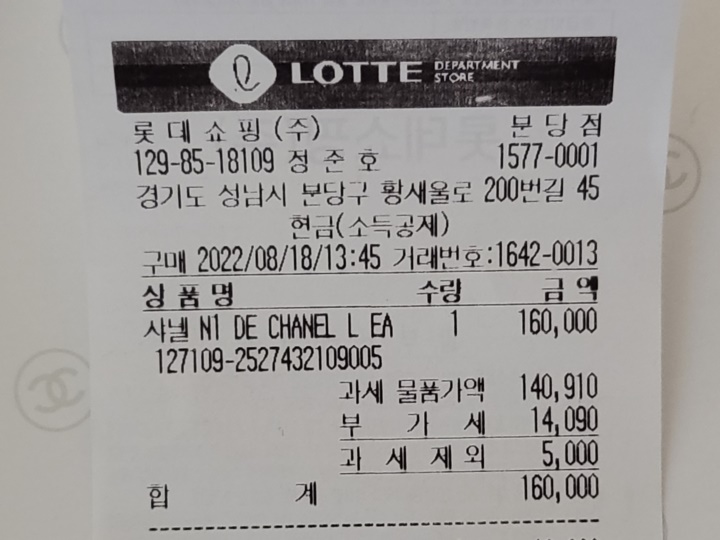 LOTTE DEPARTMENT STORE
롯데쇼핑(주) 분당점
129-85-18109 정준호 1577-0001
경기도 성남시 분당구 황새울로 200번길 45
현금(소득공제)
구매 2022/08/18/13:45 거래번호:1642-0013
상품명 수량 금액
샤넬 N1 DE CHANEL L EA 1 160,000
127109-2527432109005
과세 물품가액 140,910
부 가 세 14,090
과 세 제 외 5,000
합 계 160,000